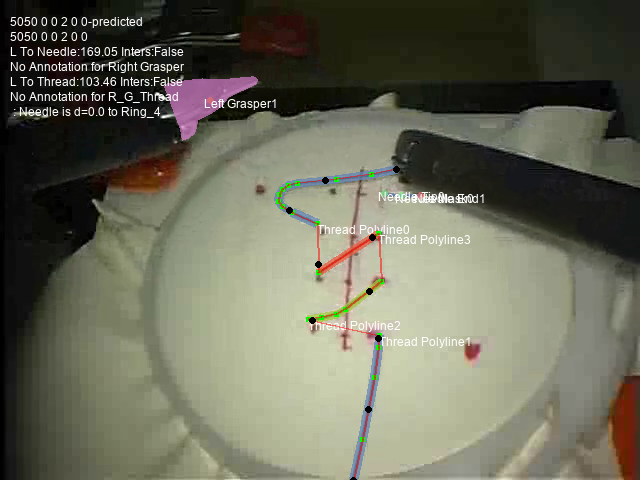 5050 0 0 2 0 0-predicted
5050 0 0 2 0 0
L To Needle:169.05 Inters:False
No Annotation for Right Grasper
L To Thread:103.46 Inters:False
No Annotation for R_G_Thread
: Needle is d=0.0 to Ring_4
Left Grasper1
Thread Polyline0
Thread Polyline3
Thread Polyline2
Thread Polyline1